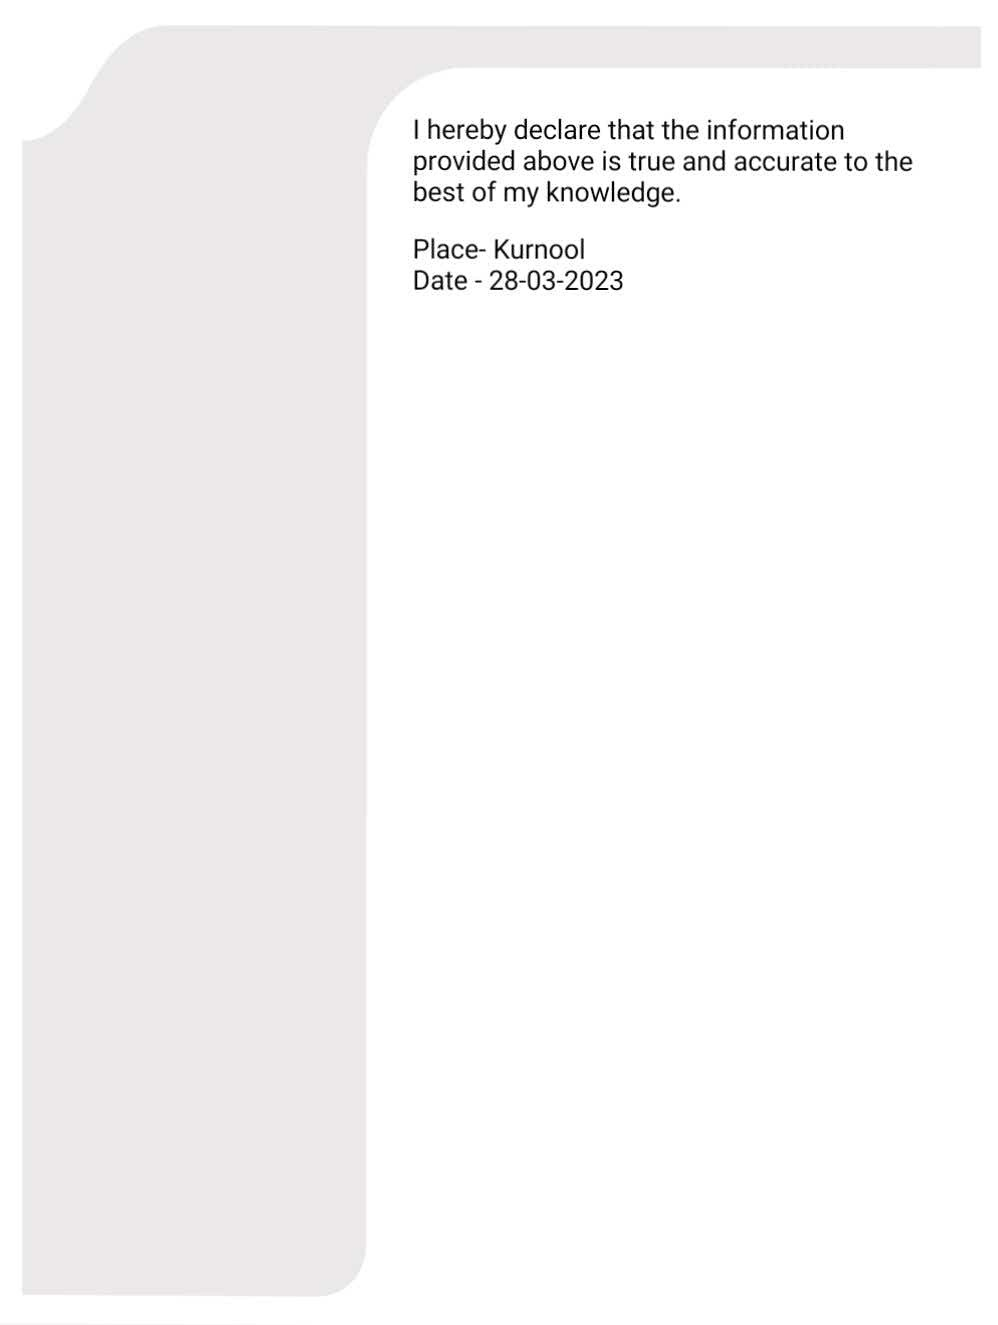 I hereby declare that the information
provided above is true and accurate to the
best of my knowledge.
Place- Kurnool
Date - 28-03-2023